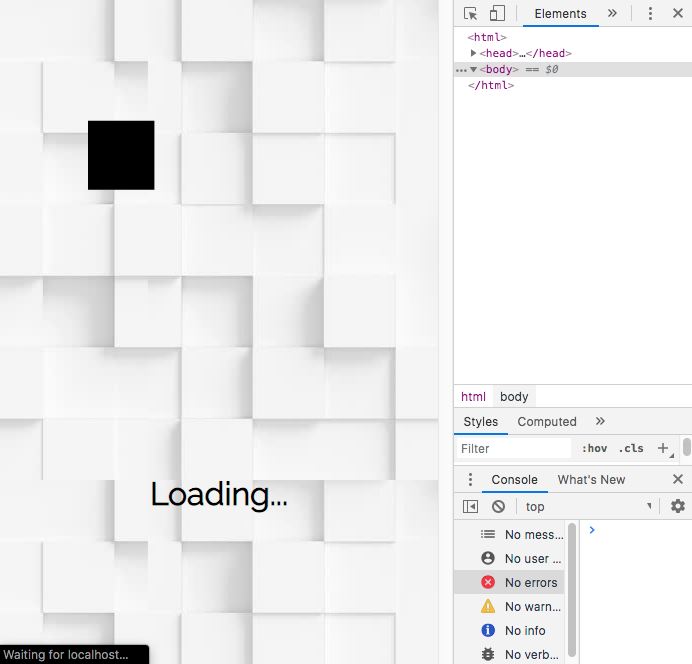 Loading...
Waiting for localhost...
Elements
<html>
<head>…</head>
<body> == $0
</html>
html body
Styles Computed
Filter :hov .cls
Console What's New
top
No mess...
No user ...
No errors
No warn...
No info
No verb...